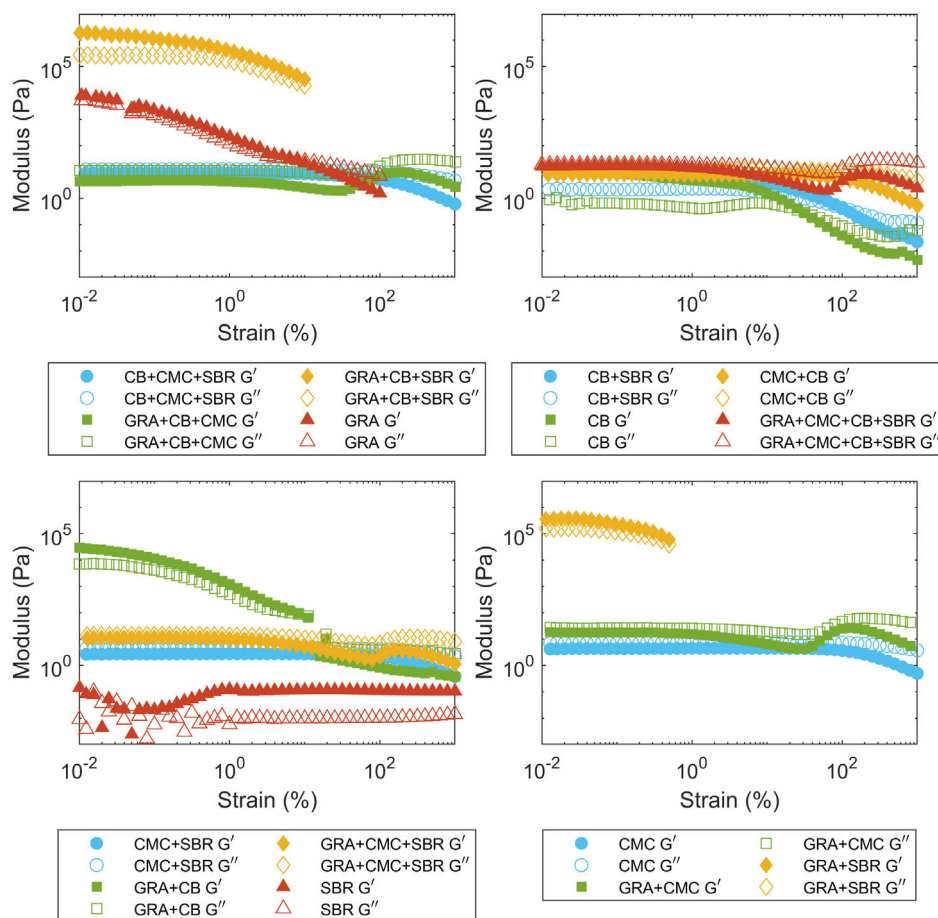 Modulus (Pa)
10^5
10^0
10^-2 10^0 10^2
Strain (%)
CB+CMC+SBR G′
CB+CMC+SBR G″
GRA+CB+CMC G′
GRA+CB+CMC G″
GRA+CB+SBR G′
GRA+CB+SBR G″
GRA G′
GRA G″
Modulus (Pa)
10^5
10^0
10^-2 10^0 10^2
Strain (%)
CB+SBR G′
CB+SBR G″
CB G′
CB G″
CMC+CB G′
CMC+CB G″
GRA+CMC+CB+SBR G′
GRA+CMC+CB+SBR G″
Modulus (Pa)
10^5
10^0
10^-2 10^0 10^2
Strain (%)
CMC+SBR G′
CMC+SBR G″
GRA+CB G′
GRA+CB G″
GRA+CMC+SBR G′
GRA+CMC+SBR G″
SBR G′
SBR G″
Modulus (Pa)
10^5
10^0
10^-2 10^0 10^2
Strain (%)
CMC G′
CMC G″
GRA+CMC G′
GRA+CMC G″
GRA+SBR G′
GRA+SBR G″